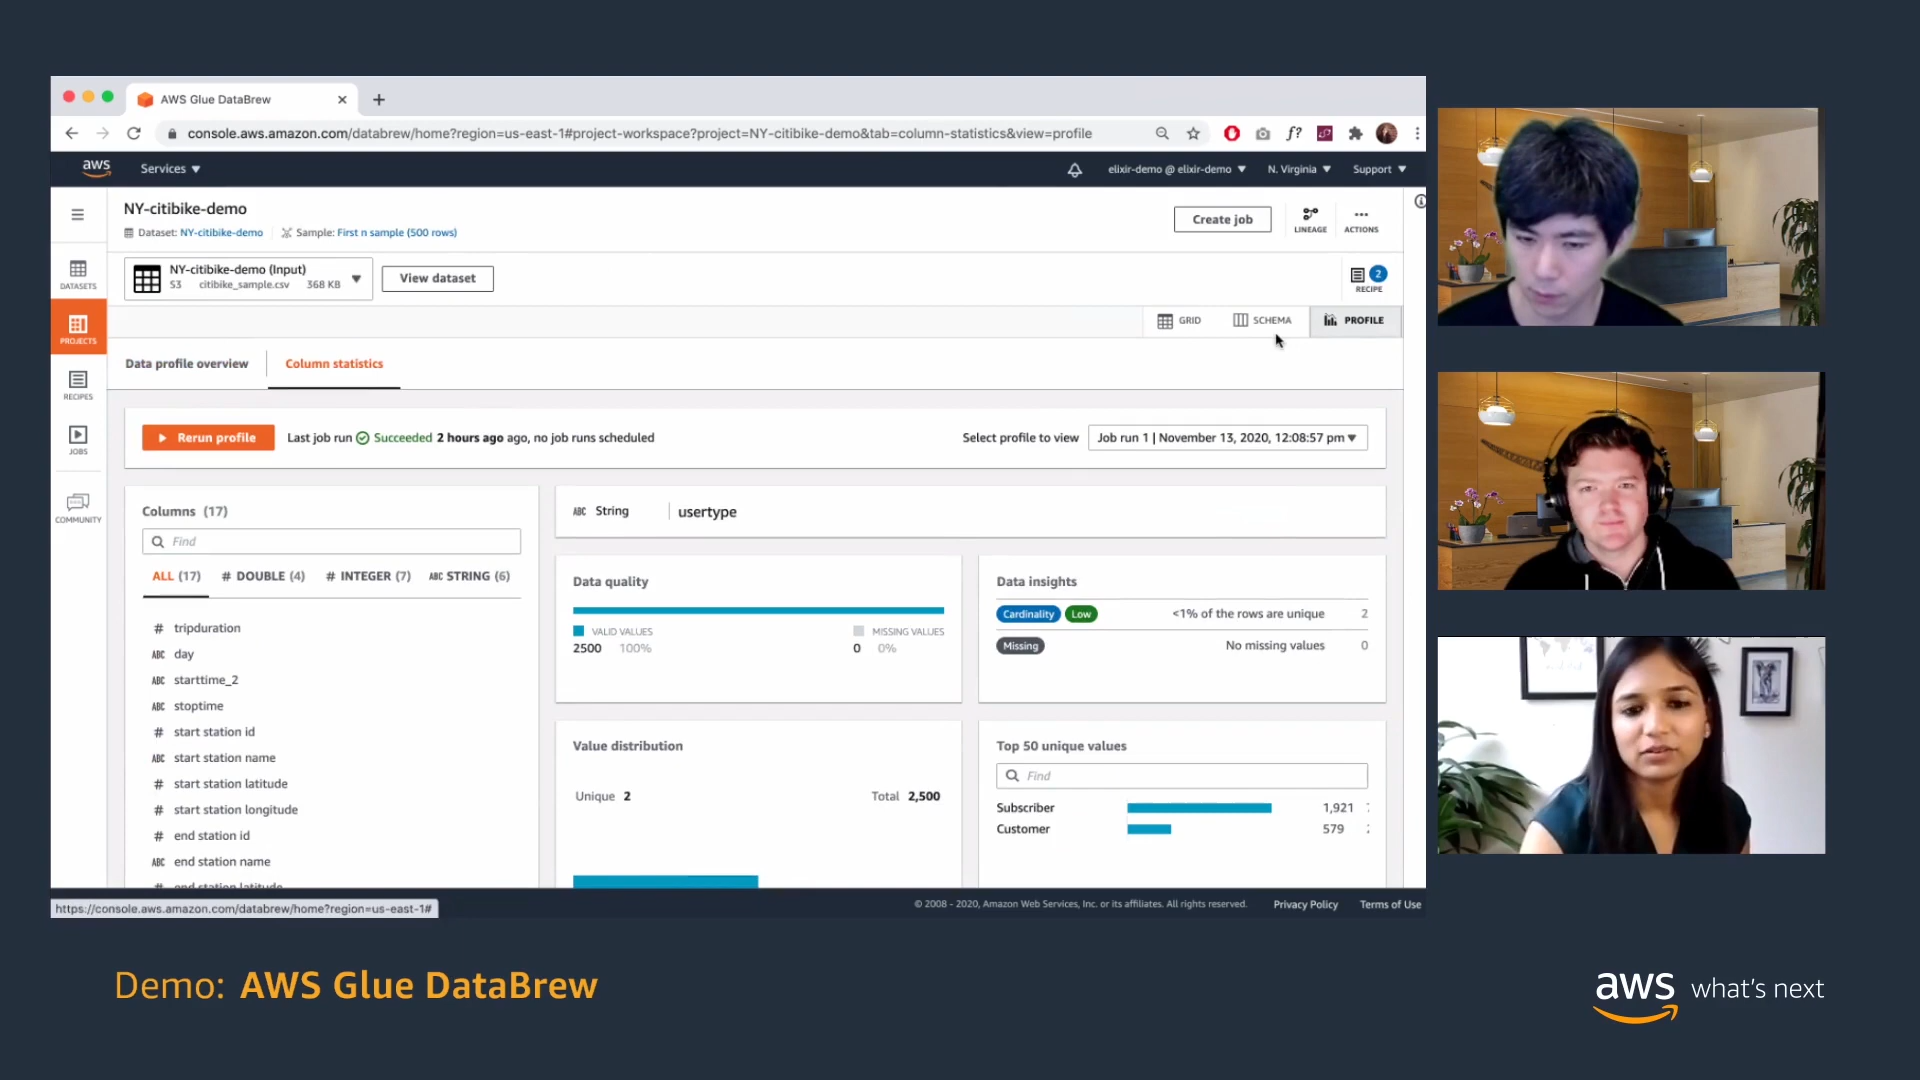 AWS Glue DataBrew
console.aws.amazon.com/databrew/home?region=us-east-1#project-workspace?project=NY-citibike-demo&tab=column-statistics&view=profile
f?
aws Services
elixir-demo @ elixir-demo N. Virginia Support
NY-citibike-demo
Dataset: NY-citibike-demo Sample: First n sample (500 rows)
Create job
LINEAGE
ACTIONS
DATASETS
PROJECTS
RECIPES
JOBS
COMMUNITY
NY-citibike-demo (Input)
S3 citibike_sample.csv 368 KB
View dataset
2
RECIPE
GRID SCHEMA PROFILE
Data profile overview Column statistics
Rerun profile Last job run Succeeded 2 hours ago ago, no job runs scheduled
Select profile to view Job run 1 | November 13, 2020, 12:08:57 pm
Columns (17)
Find
ALL (17) # DOUBLE (4) # INTEGER (7) ABC STRING (6)
# tripduration
ABC day
ABC starttime_2
ABC stoptime
# start station id
ABC start station name
# start station latitude
# start station longitude
# end station id
ABC end station name
# end station latitude
ABC String usertype
Data quality
VALID VALUES MISSING VALUES
2500 100% 0 0%
Data insights
Cardinality Low <1% of the rows are unique 2
Missing No missing values 0
Value distribution
Unique 2 Total 2,500
Top 50 unique values
Find
Subscriber 1,921
Customer 579
https://console.aws.amazon.com/databrew/home?region=us-east-1#
© 2008 - 2020, Amazon Web Services, Inc. or its affiliates. All rights reserved. Privacy Policy Terms of Use
Demo: AWS Glue DataBrew
aws what's next